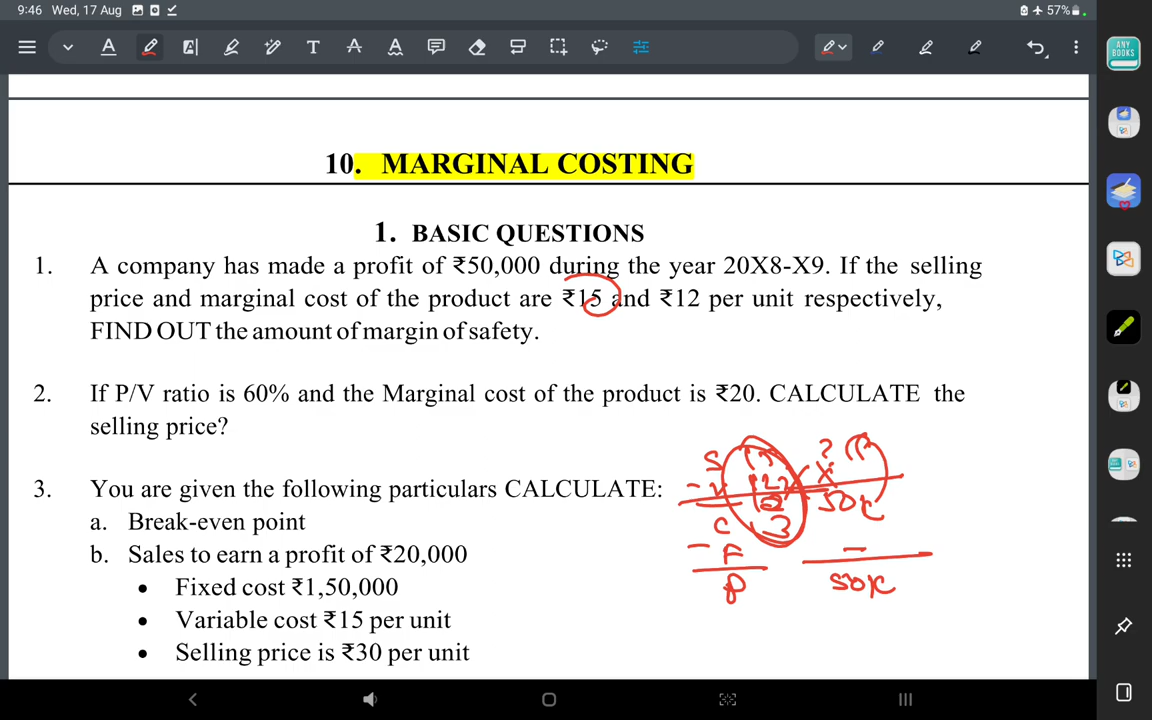 9:46 Wed, 17 Aug
57%
ANY BOOKS
10. MARGINAL COSTING
1. BASIC QUESTIONS
1. A company has made a profit of ₹50,000 during the year 20X8-X9. If the selling
price and marginal cost of the product are ₹15 and ₹12 per unit respectively,
FIND OUT the amount of margin of safety.
2. If P/V ratio is 60% and the Marginal cost of the product is ₹20. CALCULATE the
selling price?
3. You are given the following particulars CALCULATE:
a. Break-even point
b. Sales to earn a profit of ₹20,000
• Fixed cost ₹1,50,000
• Variable cost ₹15 per unit
• Selling price is ₹30 per unit
S ?
- V 12 X
C 3 50K
- F -
P 50K